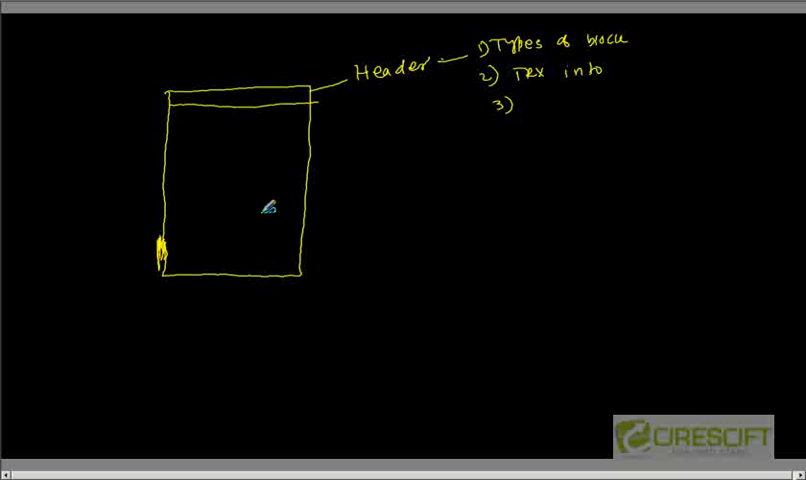 1) Types of block
Header
2) Trx info
3)
CIRESCIFT